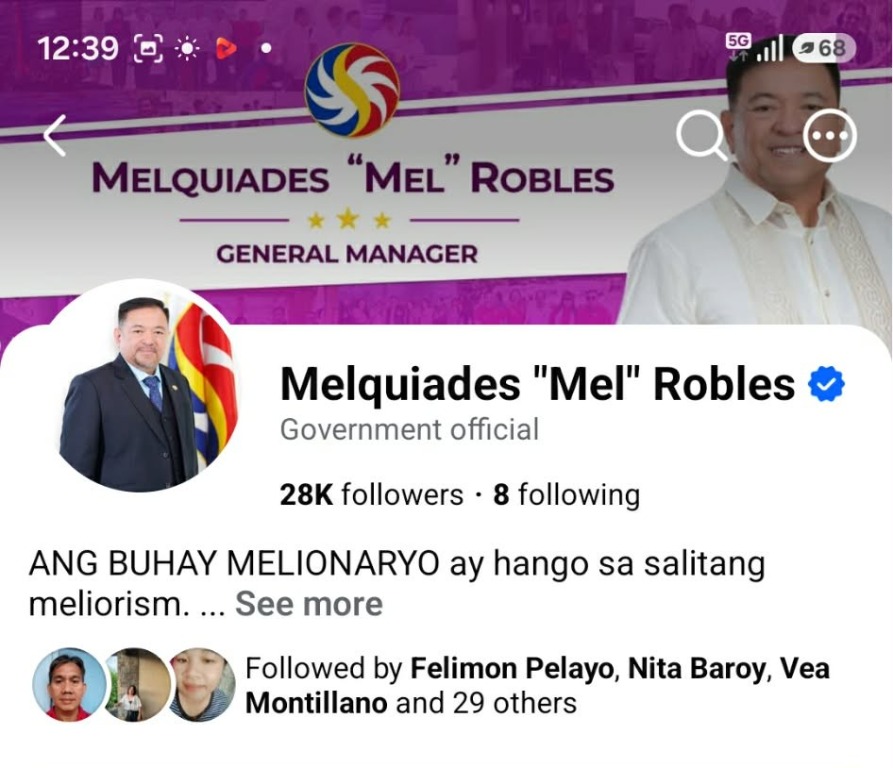 12:39
5G
68
MELQUIADES "MEL" ROBLES
GENERAL MANAGER
Melquiades "Mel" Robles
Government official
28K followers · 8 following
ANG BUHAY MELIONARYO ay hango sa salitang
meliorism. ... See more
Followed by Felimon Pelayo, Nita Baroy, Vea
Montillano and 29 others